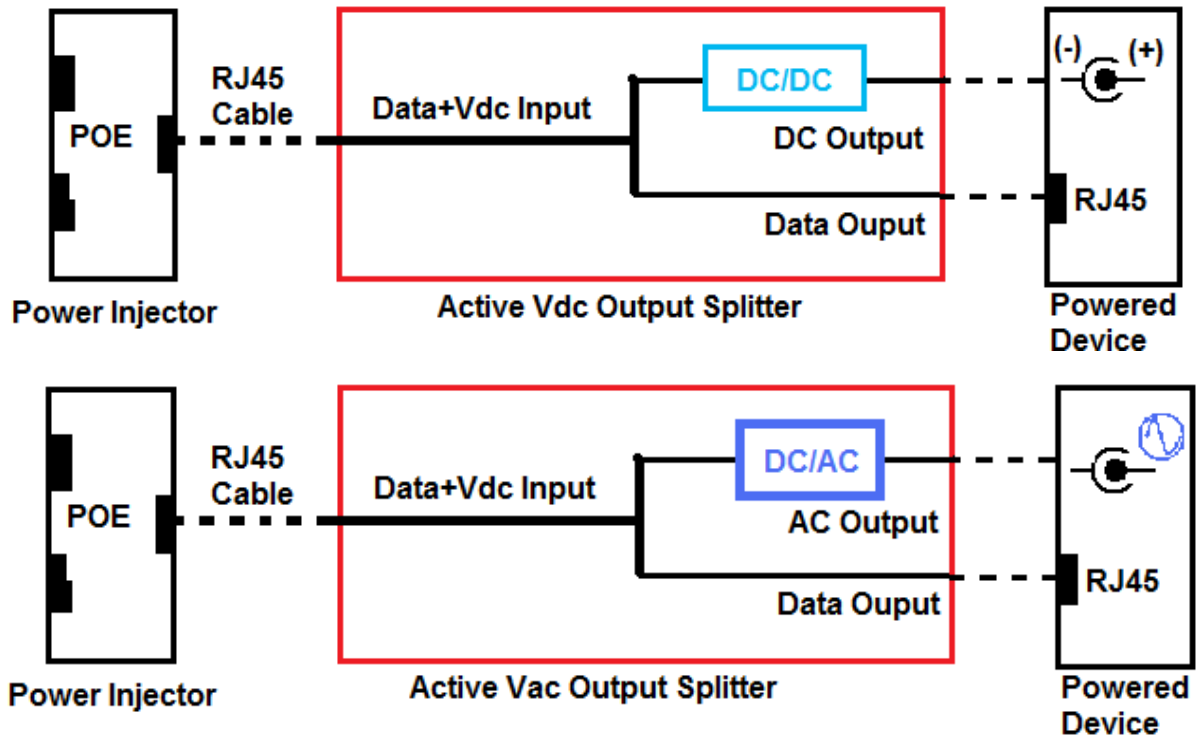 POE
RJ45
Cable
Data+Vdc Input
DC/DC
DC Output
Data Ouput
(-)
(+)
RJ45
Power Injector
Active Vdc Output Splitter
Powered
Device
POE
RJ45
Cable
Data+Vdc Input
DC/AC
AC Output
Data Ouput
RJ45
Power Injector
Active Vac Output Splitter
Powered
Device